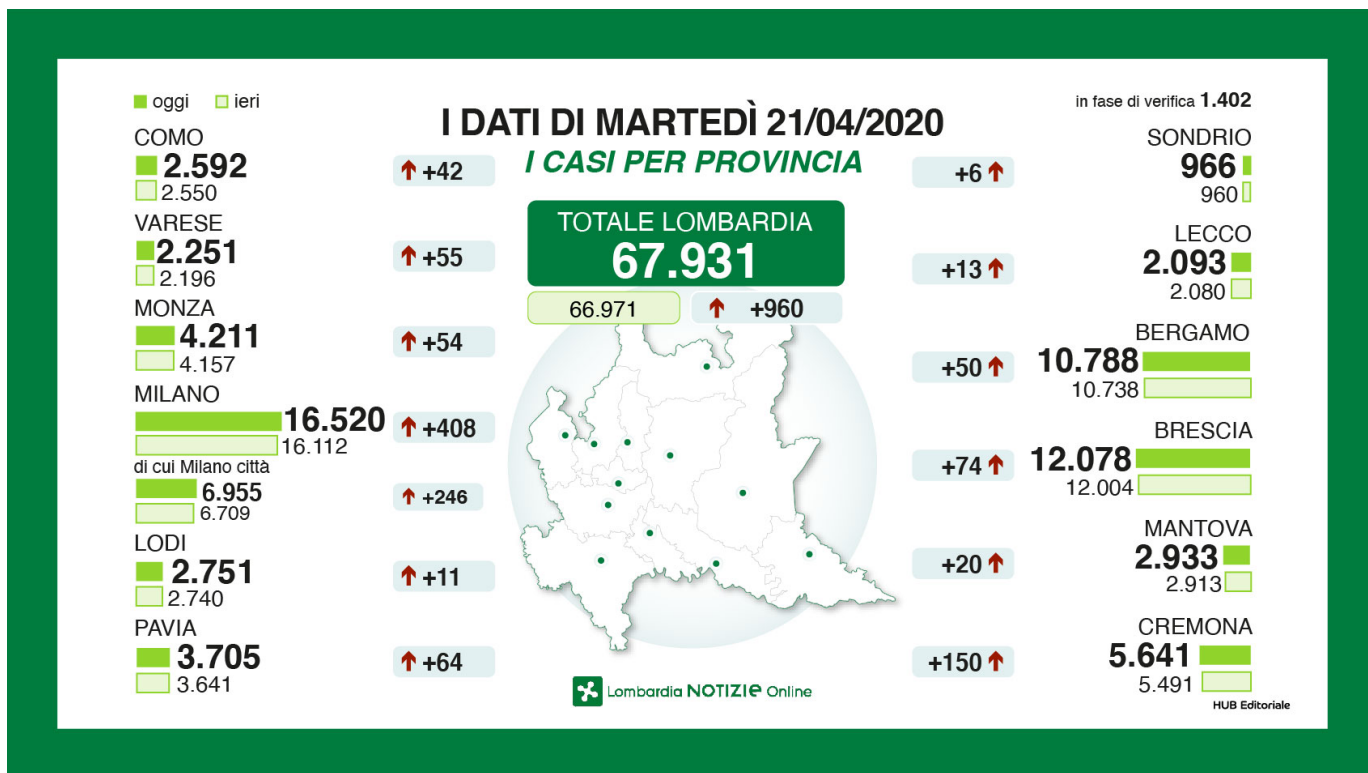 oggi ieri
I DATI DI MARTEDÌ 21/04/2020
I CASI PER PROVINCIA
TOTALE LOMBARDIA
67.931
66.971 +960
COMO
2.592 +42
2.550
VARESE
2.251 +55
2.196
MONZA
4.211 +54
4.157
MILANO
16.520 +408
16.112
di cui Milano città
6.955 +246
6.709
LODI
2.751 +11
2.740
PAVIA
3.705 +64
3.641
in fase di verifica 1.402
SONDRIO
+6 966
960
LECCO
+13 2.093
2.080
BERGAMO
+50 10.788
10.738
BRESCIA
+74 12.078
12.004
MANTOVA
+20 2.933
2.913
CREMONA
+150 5.641
5.491
Lombardia NOTIZIE Online
HUB Editoriale